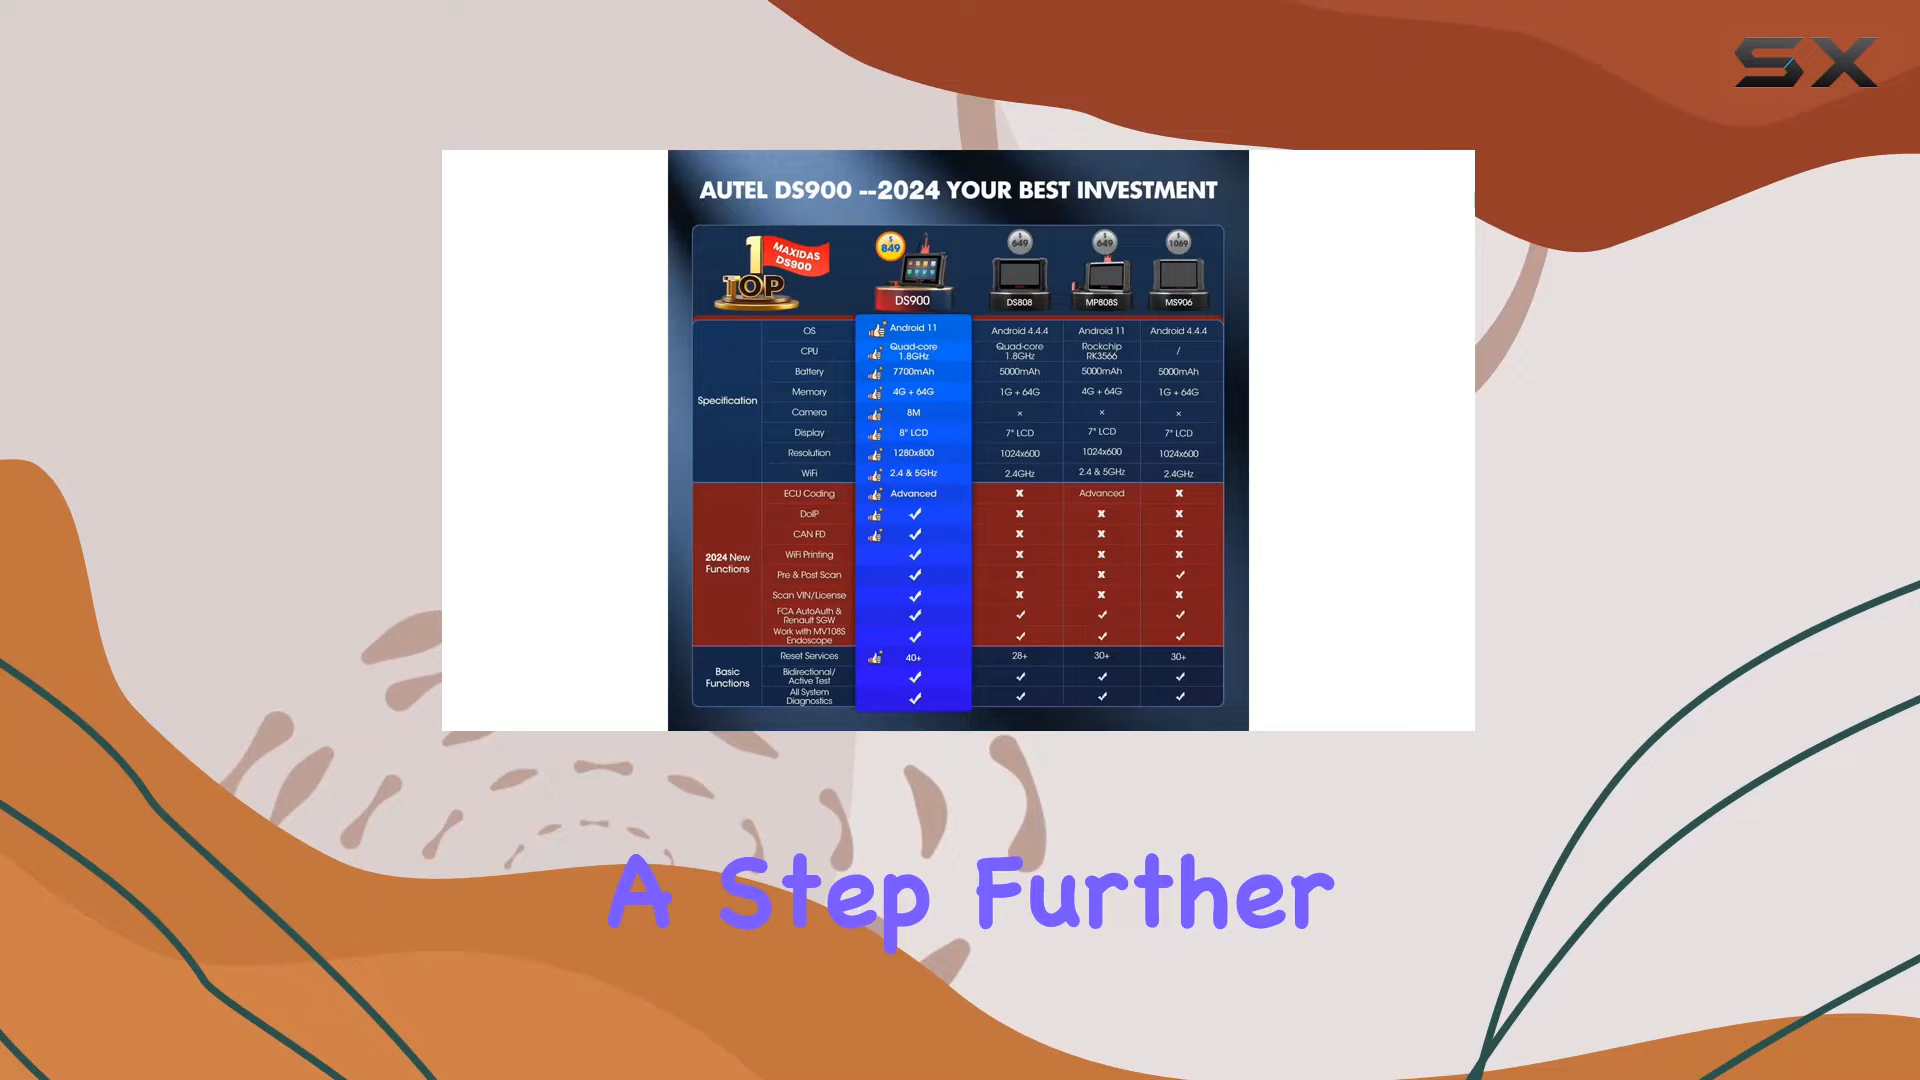 SX
AUTEL DS900 --2024 YOUR BEST INVESTMENT
1
TOP
MAXIDAS
DS900
$
849
DS900
$
649
DS808
$
649
MP808S
$
1069
MS906
Specification
OS Android 11 Android 4.4.4 Android 11 Android 4.4.4
CPU Quad-core 1.8GHz Quad-core 1.8GHz Rockchip RK3566 /
Battery 7700mAh 5000mAh 5000mAh 5000mAh
Memory 4G + 64G 1G + 64G 4G + 64G 1G + 64G
Camera 8M × × ×
Display 8" LCD 7" LCD 7" LCD 7" LCD
Resolution 1280x800 1024x600 1024x600 1024x600
WiFi 2.4 & 5GHz 2.4GHz 2.4 & 5GHz 2.4GHz
2024 New
Functions
ECU Coding Advanced X Advanced X
DoIP ✓ X X X
CAN FD ✓ X X X
WiFi Printing ✓ X X X
Pre & Post Scan ✓ X X ✓
Scan VIN/License ✓ X X X
FCA AutoAuth &
Renault SGW ✓ ✓ ✓ ✓
Work with MV108S
Endoscope ✓ ✓ ✓ ✓
Basic
Functions
Reset Services 40+ 28+ 30+ 30+
Bidirectional/
Active Test ✓ ✓ ✓ ✓
All System
Diagnostics ✓ ✓ ✓ ✓
A Step Further